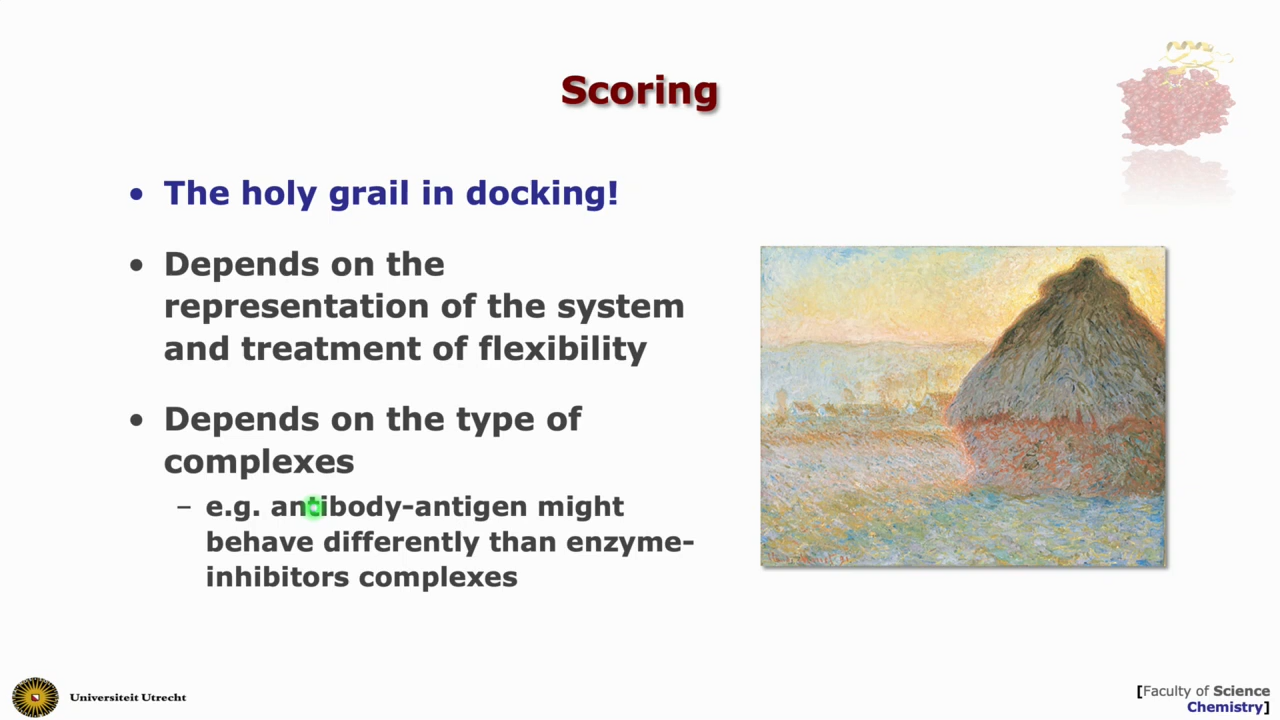 Scoring
• The holy grail in docking!
• Depends on the
representation of the system
and treatment of flexibility
• Depends on the type of
complexes
– e.g. antibody-antigen might
behave differently than enzyme-
inhibitors complexes
Universiteit Utrecht
[Faculty of Science
Chemistry]